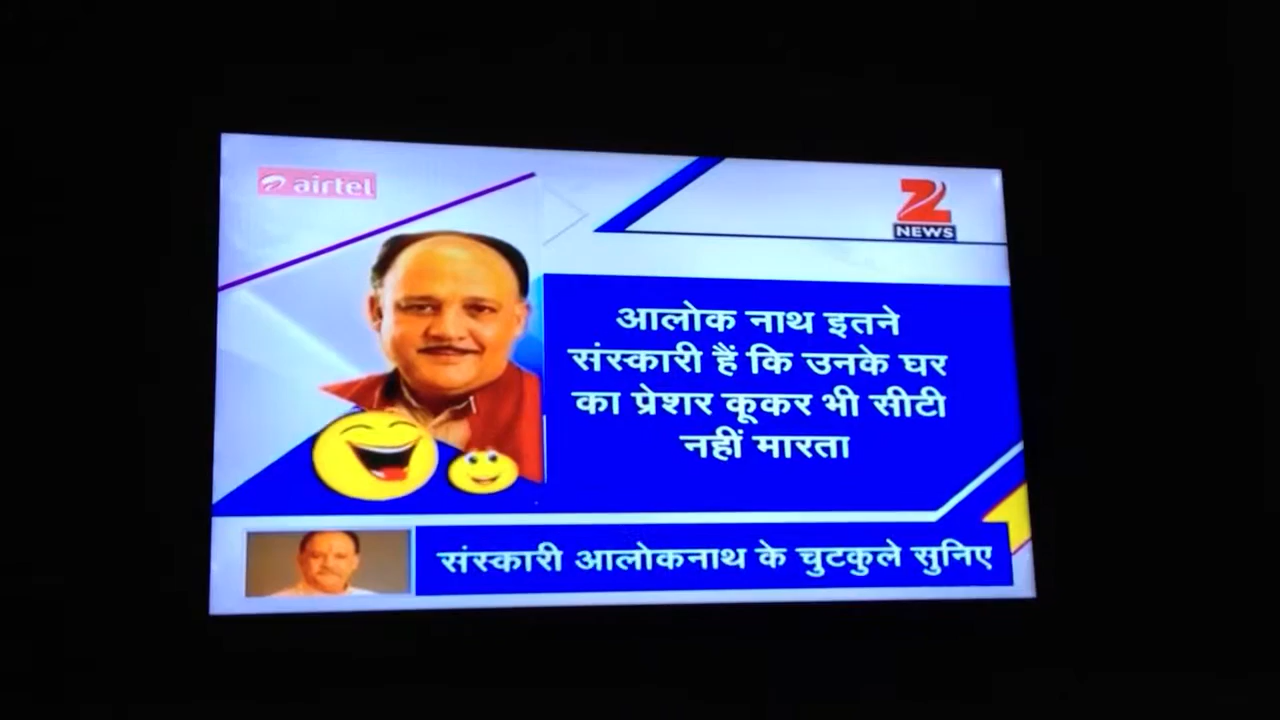 airtel
Z
NEWS
आलोक नाथ इतने
संस्कारी हैं कि उनके घर
का प्रेशर कूकर भी सीटी
नहीं मारता
संस्कारी आलोकनाथ के चुटकुले सुनिए